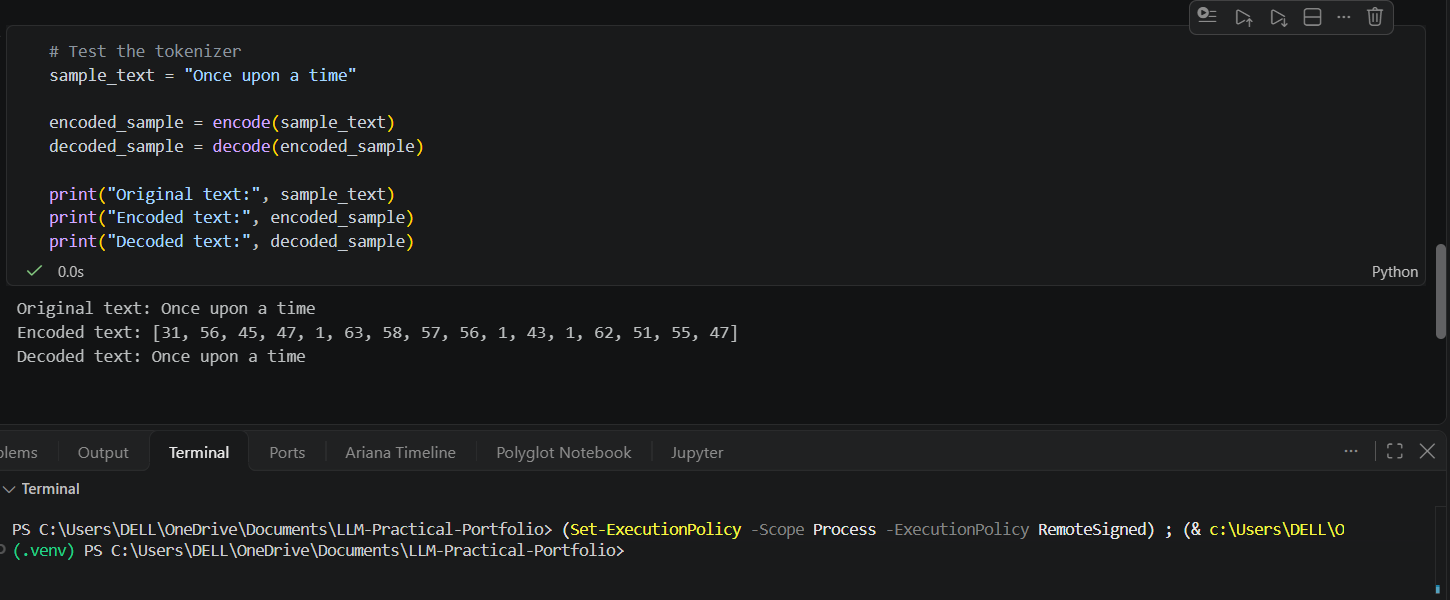 # Test the tokenizer
sample_text = "Once upon a time"
encoded_sample = encode(sample_text)
decoded_sample = decode(encoded_sample)
print("Original text:", sample_text)
print("Encoded text:", encoded_sample)
print("Decoded text:", decoded_sample)
0.0s
Python
Original text: Once upon a time
Encoded text: [31, 56, 45, 47, 1, 63, 58, 57, 56, 1, 43, 1, 62, 51, 55, 47]
Decoded text: Once upon a time
blems Output Terminal Ports Ariana Timeline Polyglot Notebook Jupyter
Terminal
PS C:\Users\DELL\OneDrive\Documents\LLM-Practical-Portfolio> (Set-ExecutionPolicy -Scope Process -ExecutionPolicy RemoteSigned) ; (& c:\Users\DELL\O
(.venv) PS C:\Users\DELL\OneDrive\Documents\LLM-Practical-Portfolio>